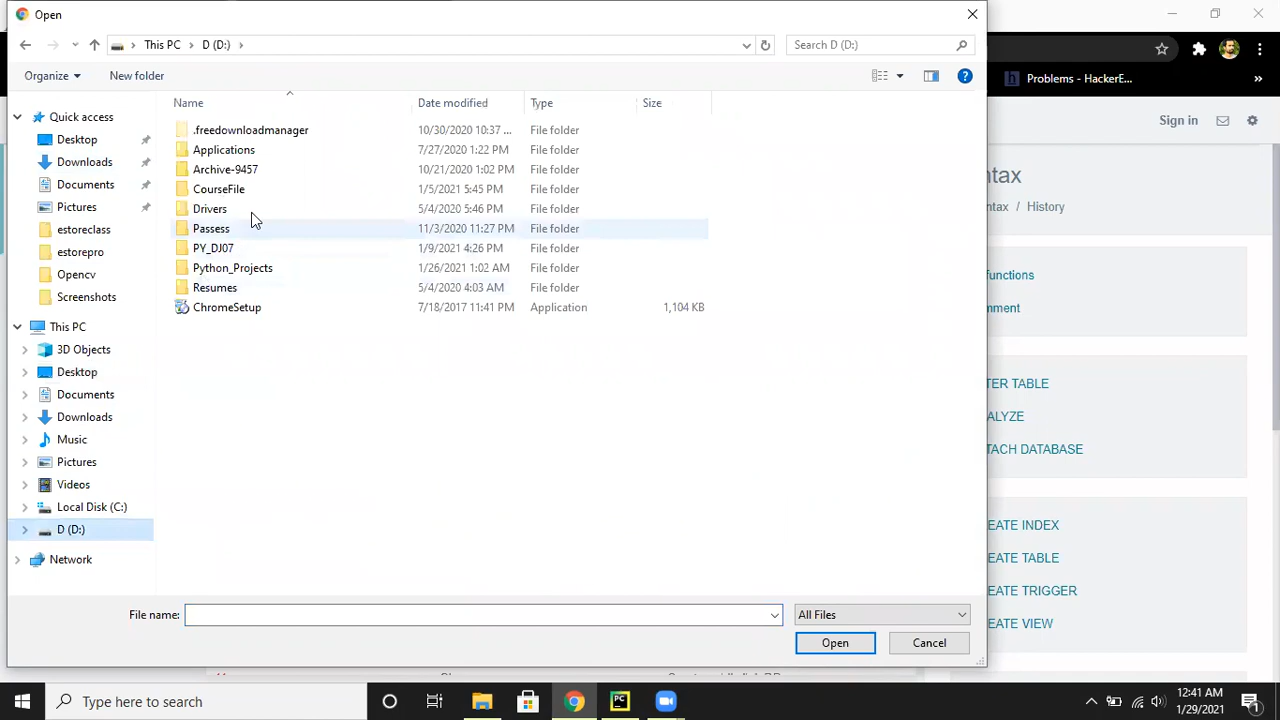 Open
This PC
D (D:)
Search D (D:)
Organize
New folder
Problems - HackerE...
Name
Date modified
Type
Size
Quick access
Desktop
Downloads
Documents
Pictures
estoreclass
estorepro
Opencv
Screenshots
This PC
3D Objects
Desktop
Documents
Downloads
Music
Pictures
Videos
Local Disk (C:)
D (D:)
Network
.freedownloadmanager 10/30/2020 10:37 ... File folder
Applications 7/27/2020 1:22 PM File folder
Archive-9457 10/21/2020 1:02 PM File folder
CourseFile 1/5/2021 5:45 PM File folder
Drivers 5/4/2020 5:46 PM File folder
Passess 11/3/2020 11:27 PM File folder
PY_DJ07 1/9/2021 4:26 PM File folder
Python_Projects 1/26/2021 1:02 AM File folder
Resumes 5/4/2020 4:03 AM File folder
ChromeSetup 7/18/2017 11:41 PM Application 1,104 KB
File name:
All Files
Open
Cancel
Sign in
ntax
ntax / History
functions
mment
TER TABLE
ALYZE
TACH DATABASE
EATE INDEX
EATE TABLE
EATE TRIGGER
EATE VIEW
Type here to search
PC
12:41 AM
1/29/2021
1